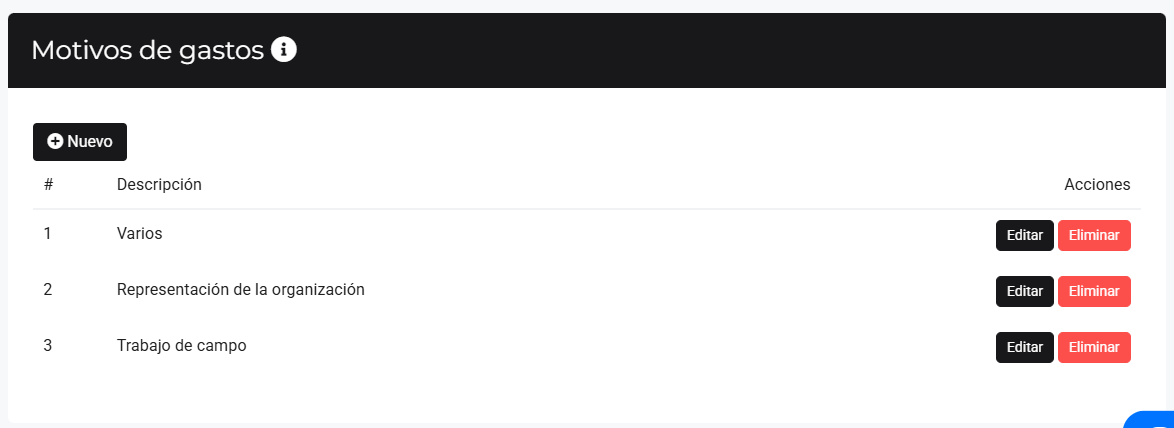 Motivos de gastos
Nuevo
# Descripción Acciones
1 Varios Editar Eliminar
2 Representación de la organización Editar Eliminar
3 Trabajo de campo Editar Eliminar